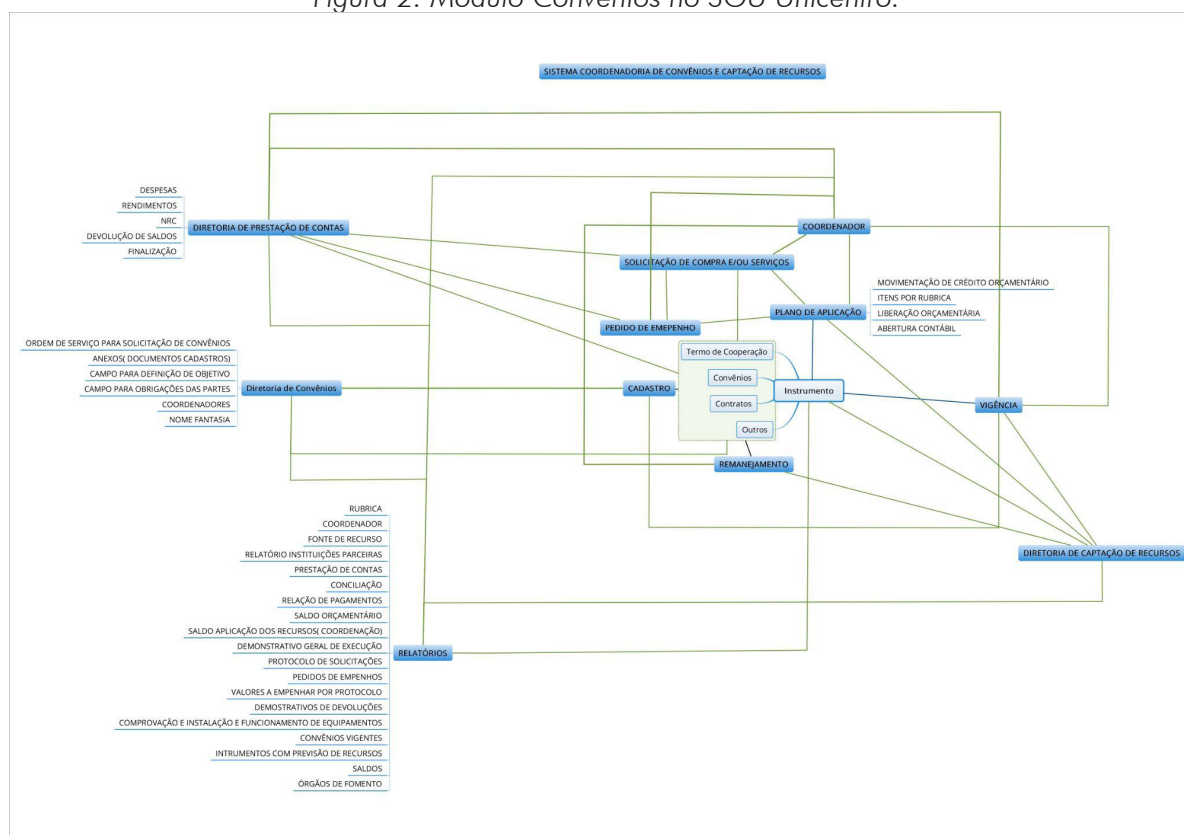 Figura 2: Módulo Convênios no SGU Unicentro.
SISTEMA COORDENADORIA DE CONVÊNIOS E CAPTAÇÃO DE RECURSOS
DESPESAS
RENDIMENTOS
NRC
DEVOLUÇÃO DE SALDOS
FINALIZAÇÃO
DIRETORIA DE PRESTAÇÃO DE CONTAS
COORDENADOR
SOLICITAÇÃO DE COMPRA E/OU SERVIÇOS
PLANO DE APLICAÇÃO
MOVIMENTAÇÃO DE CRÉDITO ORÇAMENTÁRIO
ITENS POR RUBRICA
LIBERAÇÃO ORÇAMENTÁRIA
ABERTURA CONTÁBIL
PEDIDO DE EMEPENHO
ORDEM DE SERVIÇO PARA SOLICITAÇÃO DE CONVÊNIOS
ANEXOS( DOCUMENTOS CADASTROS)
CAMPO PARA DEFINIÇÃO DE OBJETIVO
CAMPO PARA OBRIGAÇÕES DAS PARTES
COORDENADORES
NOME FANTASIA
Diretoria de Convênios
CADASTRO
Termo de Cooperação
Convênios
Contratos
Outros
Instrumento
VIGÊNCIA
REMANEJAMENTO
DIRETORIA DE CAPTAÇÃO DE RECURSOS
RUBRICA
COORDENADOR
FONTE DE RECURSO
RELATÓRIO INSTITUIÇÕES PARCEIRAS
PRESTAÇÃO DE CONTAS
CONCILIAÇÃO
RELAÇÃO DE PAGAMENTOS
SALDO ORÇAMENTÁRIO
SALDO APLICAÇÃO DOS RECURSOS( COORDENAÇÃO)
DEMONSTRATIVO GERAL DE EXECUÇÃO
PROTOCOLO DE SOLICITAÇÕES
PEDIDOS DE EMPENHOS
VALORES A EMPENHAR POR PROTOCOLO
DEMOSTRATIVOS DE DEVOLUÇÕES
COMPROVAÇÃO E INSTALAÇÃO E FUNCIONAMENTO DE EQUIPAMENTOS
CONVÊNIOS VIGENTES
INTRUMENTOS COM PREVISÃO DE RECURSOS
SALDOS
ÓRGÃOS DE FOMENTO
RELATÓRIOS